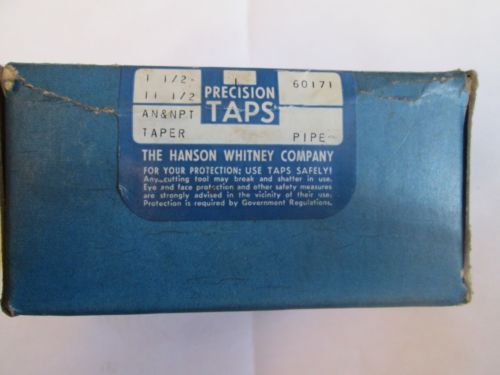 1 1/2- 1 60171
11 1/2
PRECISION
TAPS
AN&NPT
TAPER PIPE
THE HANSON WHITNEY COMPANY
FOR YOUR PROTECTION: USE TAPS SAFELY!
Any cutting tool may break and shatter in use.
Eye and face protection and other safety measures
are strongly advised in the vicinity of their use.
Protection is required by Government Regulations.